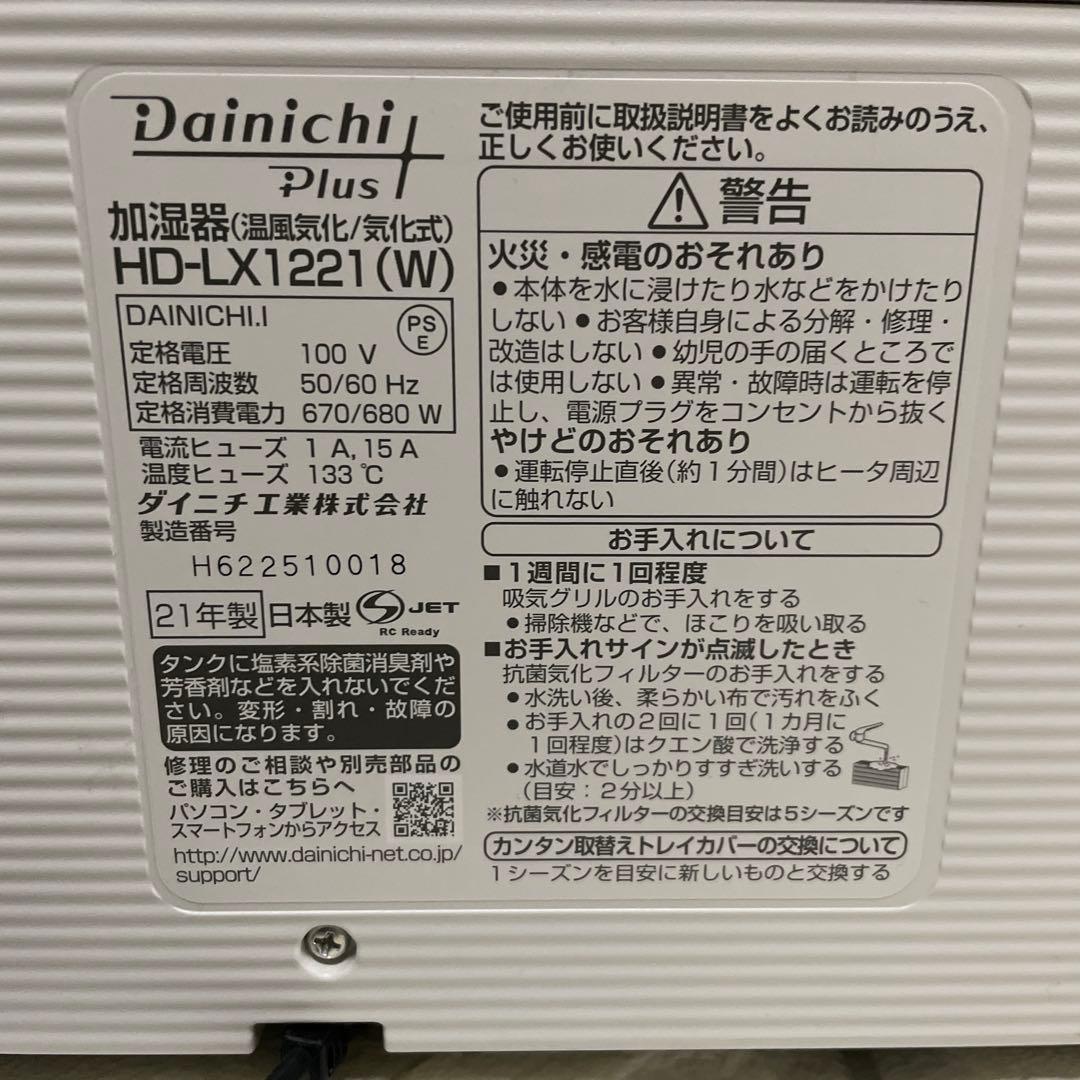 Dainichi
Plus
加湿器(温風気化/気化式)
HD-LX1221(W)
DAINICHI.I
PS
E
定格電圧 100 V
定格周波数 50/60 Hz
定格消費電力 670/680 W
電流ヒューズ 1 A, 15 A
温度ヒューズ 133 ℃
ダイニチ工業株式会社
製造番号
H622510018
21年製 日本製 JET
RC Ready
タンクに塩素系除菌消臭剤や
芳香剤などを入れないでくだ
さい。変形・割れ・故障の
原因になります。
修理のご相談や別売部品の
ご購入はこちらへ
パソコン・タブレット・
スマートフォンからアクセス
http://www.dainichi-net.co.jp/
support/
ご使用前に取扱説明書をよくお読みのうえ、
正しくお使いください。
警告
火災・感電のおそれあり
●本体を水に浸けたり水などをかけたり
しない ●お客様自身による分解・修理・
改造はしない ●幼児の手の届くところで
は使用しない ●異常・故障時は運転を停
止し、電源プラグをコンセントから抜く
やけどのおそれあり
●運転停止直後(約1分間)はヒータ周辺
に触れない
お手入れについて
■1週間に1回程度
吸気グリルのお手入れをする
●掃除機などで、ほこりを吸い取る
■お手入れサインが点滅したとき
抗菌気化フィルターのお手入れをする
●水洗い後、柔らかい布で汚れをふく
●お手入れの2回に1回(1カ月に
1回程度)はクエン酸で洗浄する
●水道水でしっかりすすぎ洗いする
(目安：2分以上)
※抗菌気化フィルターの交換目安は5シーズンです
カンタン取替えトレイカバーの交換について
1シーズンを目安に新しいものと交換する